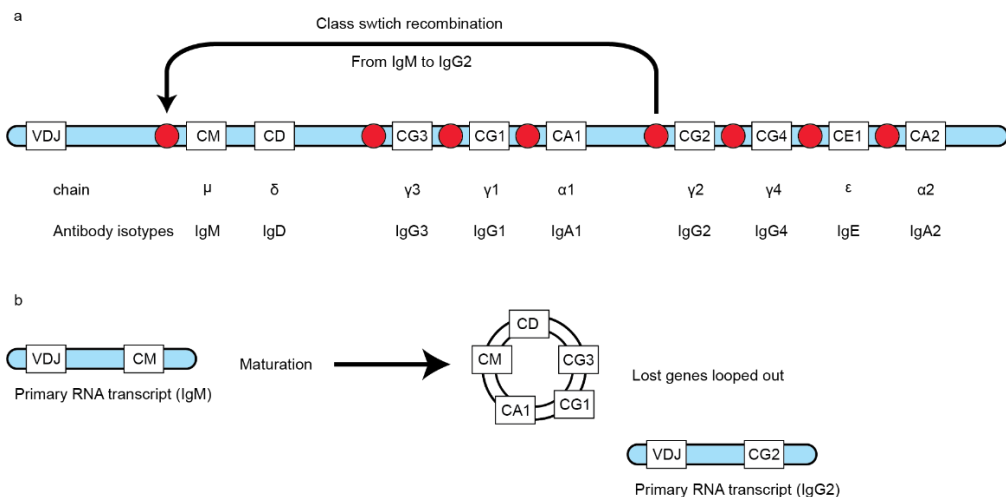 a
Class swtich recombination
From IgM to IgG2
VDJ CM CD CG3 CG1 CA1 CG2 CG4 CE1 CA2
chain μ δ γ3 γ1 α1 γ2 γ4 ε α2
Antibody isotypes IgM IgD IgG3 IgG1 IgA1 IgG2 IgG4 IgE IgA2
b
VDJ CM
Primary RNA transcript (IgM)
Maturation
CD
CM CG3
CA1 CG1
Lost genes looped out
VDJ CG2
Primary RNA transcript (IgG2)